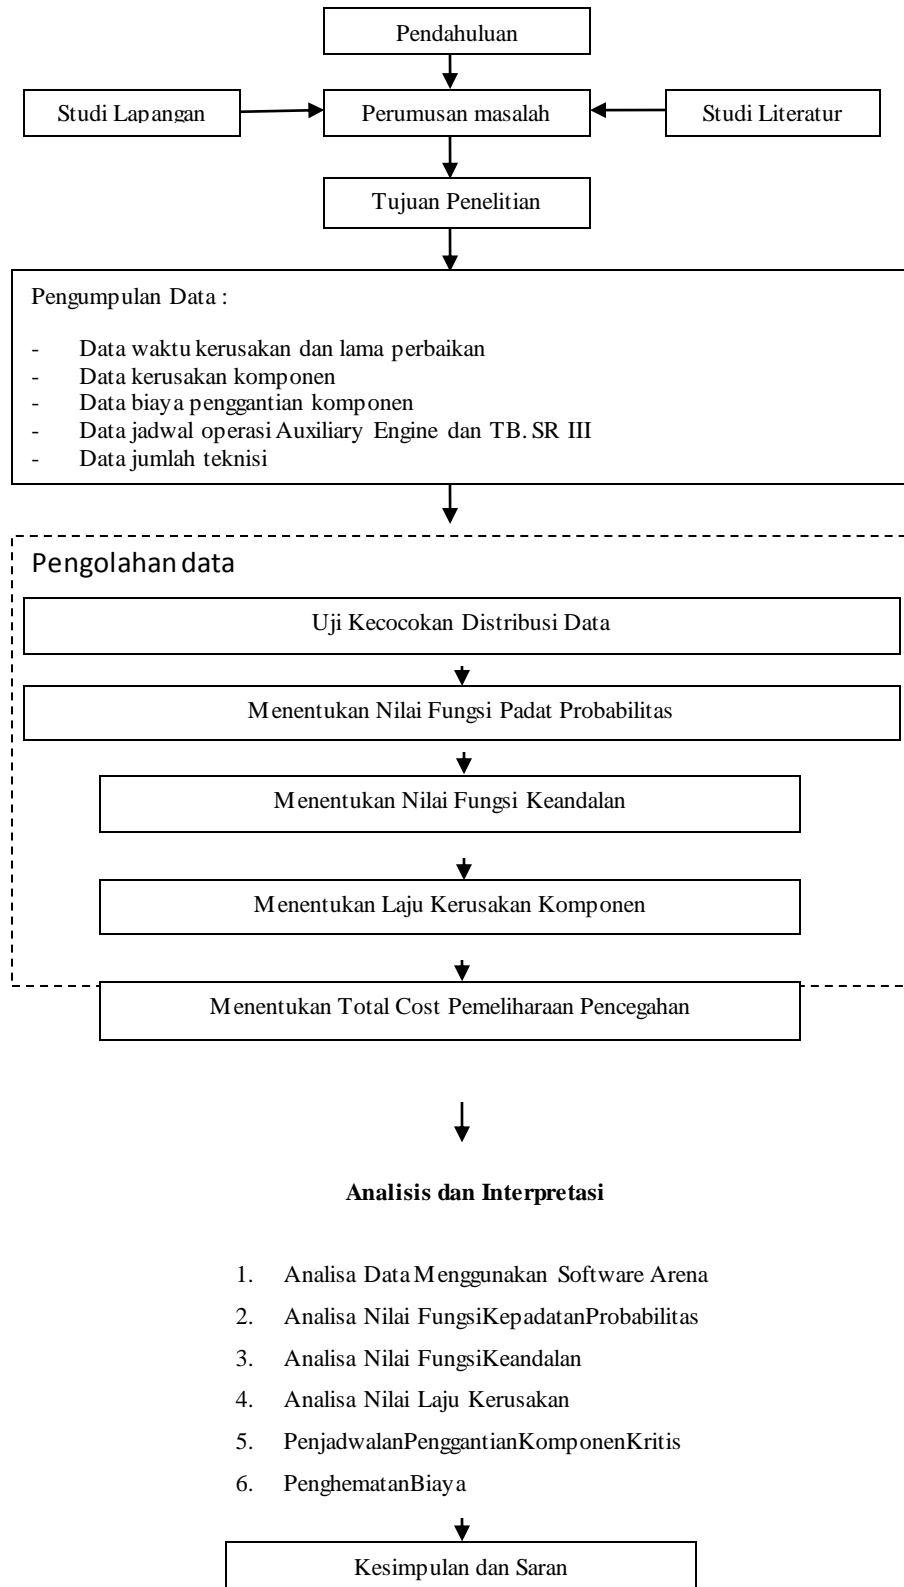 Pendahuluan
Studi Lapangan
Perumusan masalah
Studi Literatur
Tujuan Penelitian
Pengumpulan Data :
- Data waktu kerusakan dan lama perbaikan
- Data kerusakan komponen
- Data biaya penggantian komponen
- Data jadwal operasi Auxiliary Engine dan TB. SR III
- Data jumlah teknisi
Pengolahan data
Uji Kecocokan Distribusi Data
Menentukan Nilai Fungsi Padat Probabilitas
Menentukan Nilai Fungsi Keandalan
Menentukan Laju Kerusakan Komponen
Menentukan Total Cost Pemeliharaan Pencegahan
Analisis dan Interpretasi
1. Analisa Data Menggunakan Software Arena
2. Analisa Nilai FungsiKepadatanProbabilitas
3. Analisa Nilai FungsiKeandalan
4. Analisa Nilai Laju Kerusakan
5. PenjadwalanPenggantianKomponenKritis
6. PenghematanBiaya
Kesimpulan dan Saran